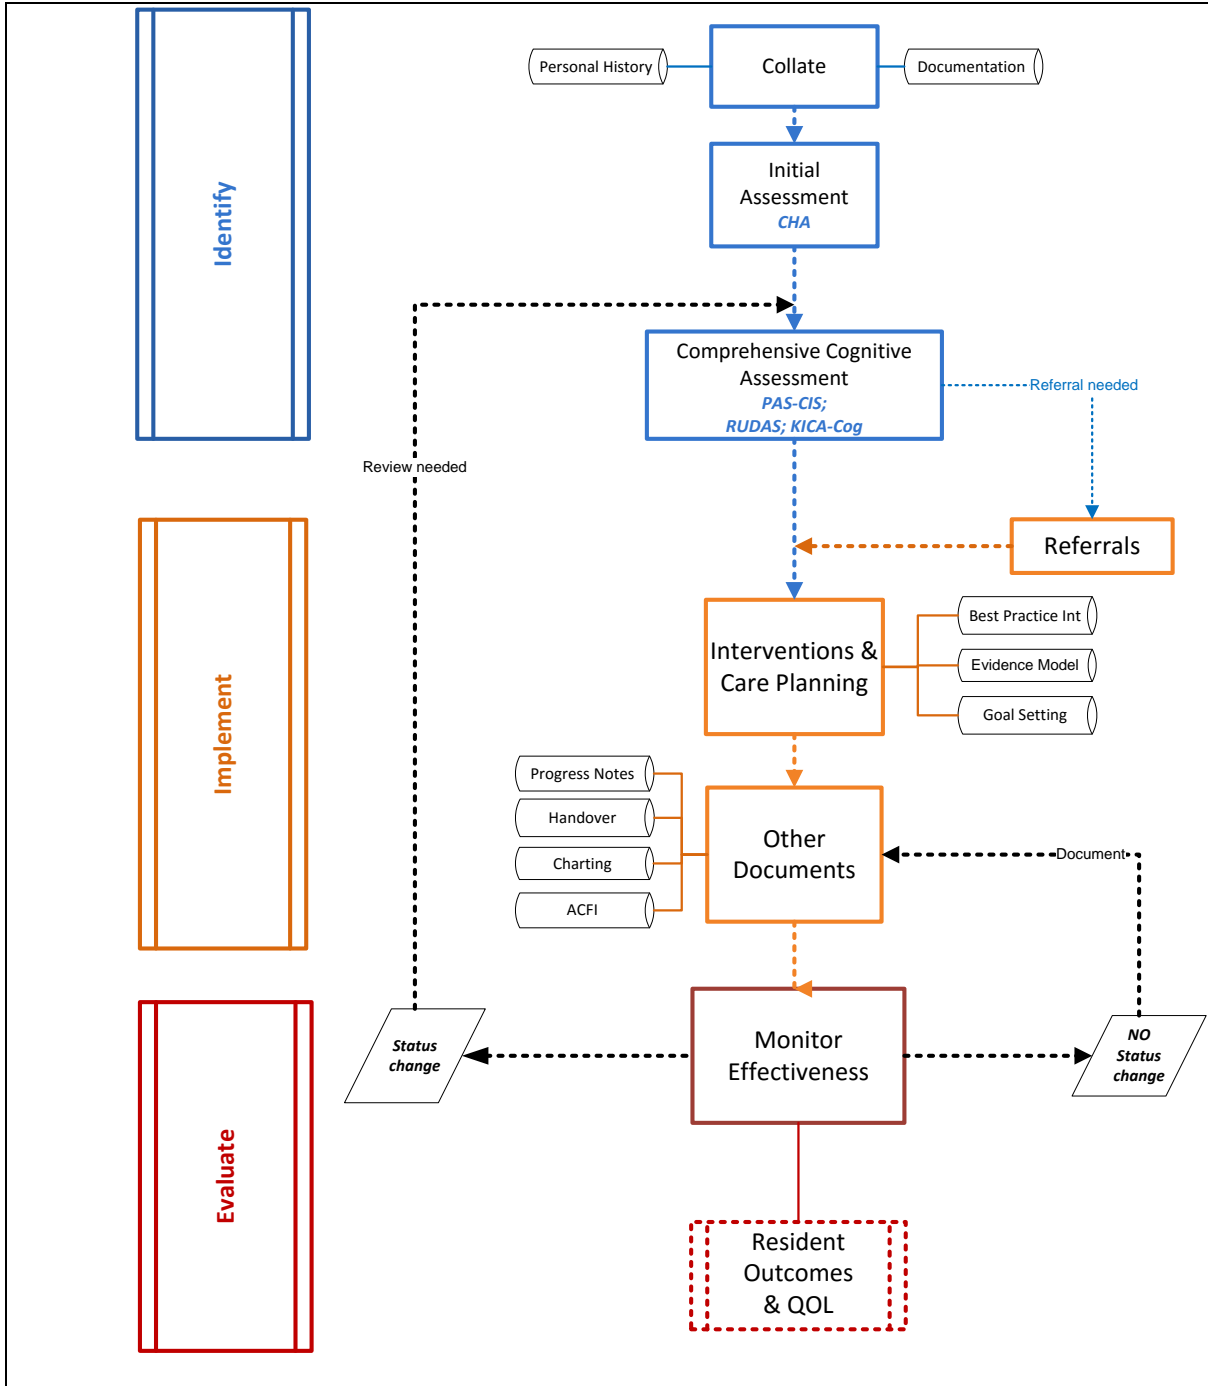 Identify
Personal History
Collate
Documentation
Initial
Assessment
CHA
Comprehensive Cognitive
Assessment
PAS-CIS;
RUDAS; KICA-Cog
Referral needed
Review needed
Implement
Referrals
Interventions &
Care Planning
Best Practice Int
Evidence Model
Goal Setting
Progress Notes
Handover
Charting
ACFI
Other
Documents
Document
Evaluate
Status
change
Monitor
Effectiveness
NO
Status
change
Resident
Outcomes
& QOL